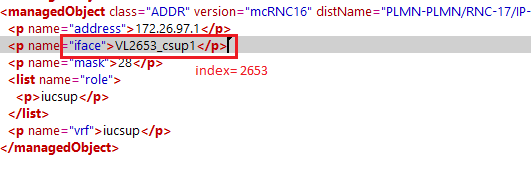 <managedObject class="ADDR" version="mcRNC16" distName="PLMN-PLMN/RNC-17/IP-
<p name="address">172.26.97.1</p>
<p name="iface">VL2653_csup1</p>
index= 2653
<p name="mask">28</p>
<list name="role">
<p>iucsup</p>
</list>
<p name="vrf">iucsup</p>
</managedObject>